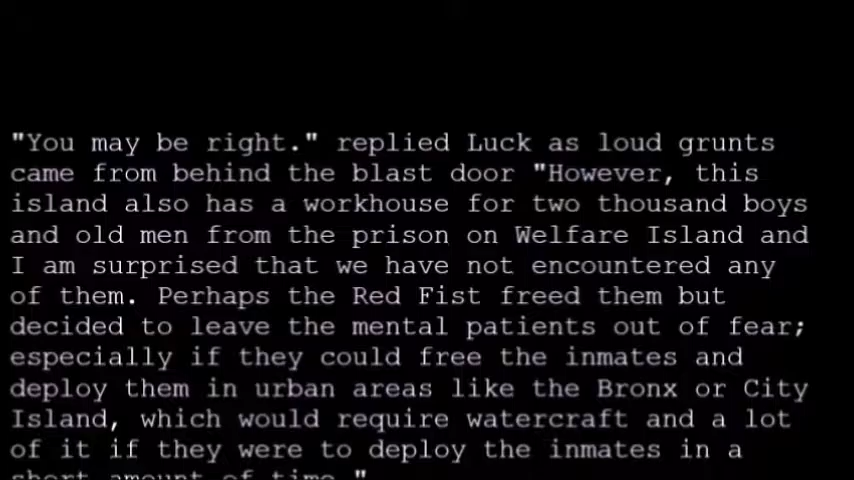 "You may be right." replied Luck as loud grunts
came from behind the blast door "However, this
island also has a workhouse for two thousand boys
and old men from the prison on Welfare Island and
I am surprised that we have not encountered any
of them. Perhaps the Red Fist freed them but
decided to leave the mental patients out of fear;
especially if they could free the inmates and
deploy them in urban areas like the Bronx or City
Island, which would require watercraft and a lot
of it if they were to deploy the inmates in a
short amount of time."